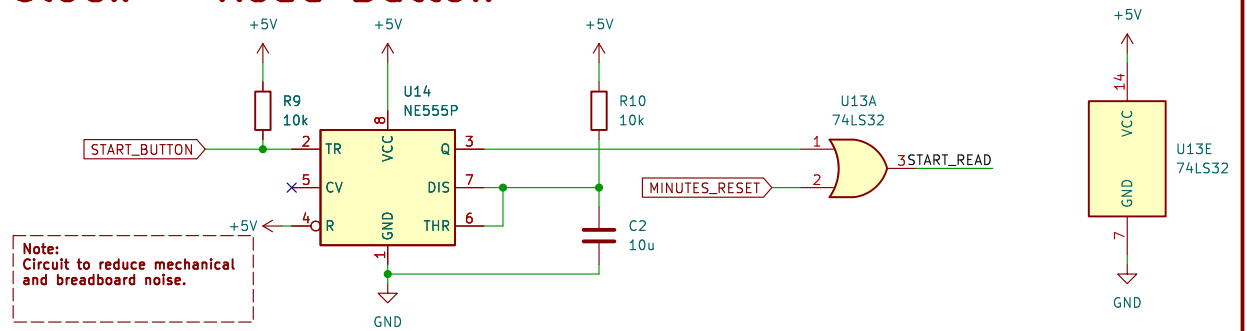 +5V
+5V
+5V
+5V
R9
10k
U14
NE555P
R10
10k
U13A
74LS32
14
VCC
GND
7
U13E
74LS32
GND
START_BUTTON
2
TR
8
VCC
Q
3
1
3
START_READ
5
CV
DIS
7
MINUTES_RESET
2
+5V
4
R
GND
THR
6
1
C2
10u
GND
Note:
Circuit to reduce mechanical
and breadboard noise.